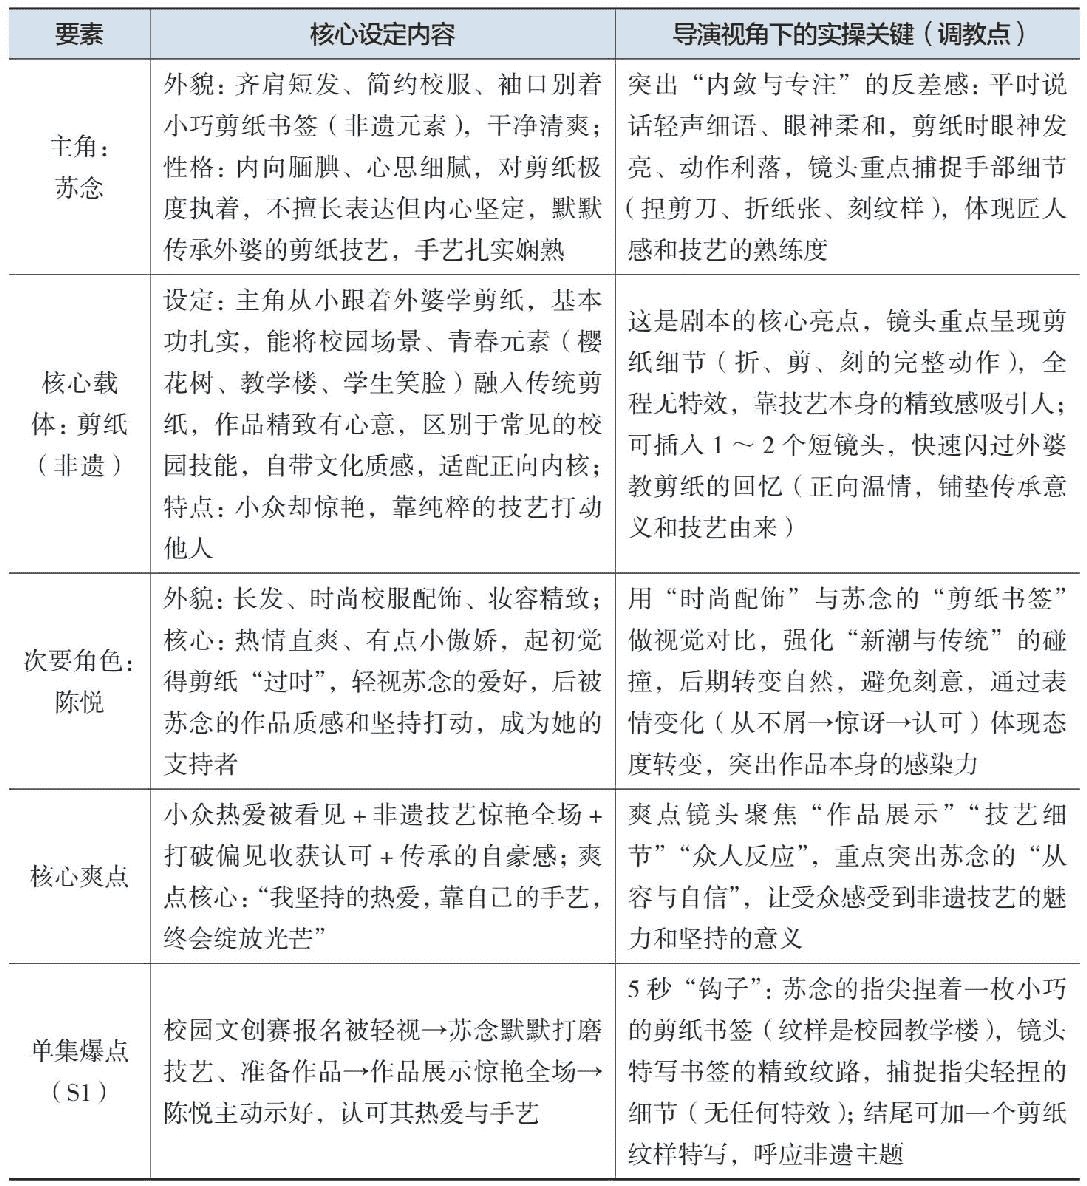 要素 核心设定内容 导演视角下的实操关键（调教点）
主角：
苏念
外貌：齐肩短发、简约校服、袖口别着
小巧剪纸书签（非遗元素），干净清爽；
性格：内向腼腆、心思细腻，对剪纸极
度执着，不擅长表达但内心坚定，默默
传承外婆的剪纸技艺，手艺扎实娴熟
突出“内敛与专注”的反差感：平时说
话轻声细语、眼神柔和，剪纸时眼神发
亮、动作利落，镜头重点捕捉手部细节
（捏剪刀、折纸张、刻纹样），体现匠人
感和技艺的熟练度
核心载
体：剪纸
（非遗）
设定：主角从小跟着外婆学剪纸，基本
功扎实，能将校园场景、青春元素（樱
花树、教学楼、学生笑脸）融入传统剪
纸，作品精致有心意，区别于常见的校
园技能，自带文化质感，适配正向内核；
特点：小众却惊艳，靠纯粹的技艺打动
他人
这是剧本的核心亮点，镜头重点呈现剪
纸细节（折、剪、刻的完整动作），全
程无特效，靠技艺本身的精致感吸引人；
可插入1～2个短镜头，快速闪过外婆
教剪纸的回忆（正向温情，铺垫传承意
义和技艺由来）
次要角色：
陈悦
外貌：长发、时尚校服配饰、妆容精致；
核心：热情直爽、有点小傲娇，起初觉
得剪纸“过时”，轻视苏念的爱好，后被
苏念的作品质感和坚持打动，成为她的
支持者
用“时尚配饰”与苏念的“剪纸书签”
做视觉对比，强化“新潮与传统”的碰
撞，后期转变自然，避免刻意，通过表
情变化（从不屑→惊讶→认可）体现态
度转变，突出作品本身的感染力
核心爽点
小众热爱被看见+非遗技艺惊艳全场+
打破偏见收获认可+传承的自豪感；爽
点核心：“我坚持的热爱，靠自己的手艺，
终会绽放光芒”
爽点镜头聚焦“作品展示”“技艺细
节”“众人反应”，重点突出苏念的“从
容与自信”，让受众感受到非遗技艺的魅
力和坚持的意义
单集爆点
（S1）
校园文创赛报名被轻视→苏念默默打磨
技艺、准备作品→作品展示惊艳全场→
陈悦主动示好，认可其热爱与手艺
5秒“钩子”：苏念的指尖捏着一枚小巧
的剪纸书签（纹样是校园教学楼），镜头
特写书签的精致纹路，捕捉指尖轻捏的
细节（无任何特效）；结尾可加一个剪纸
纹样特写，呼应非遗主题